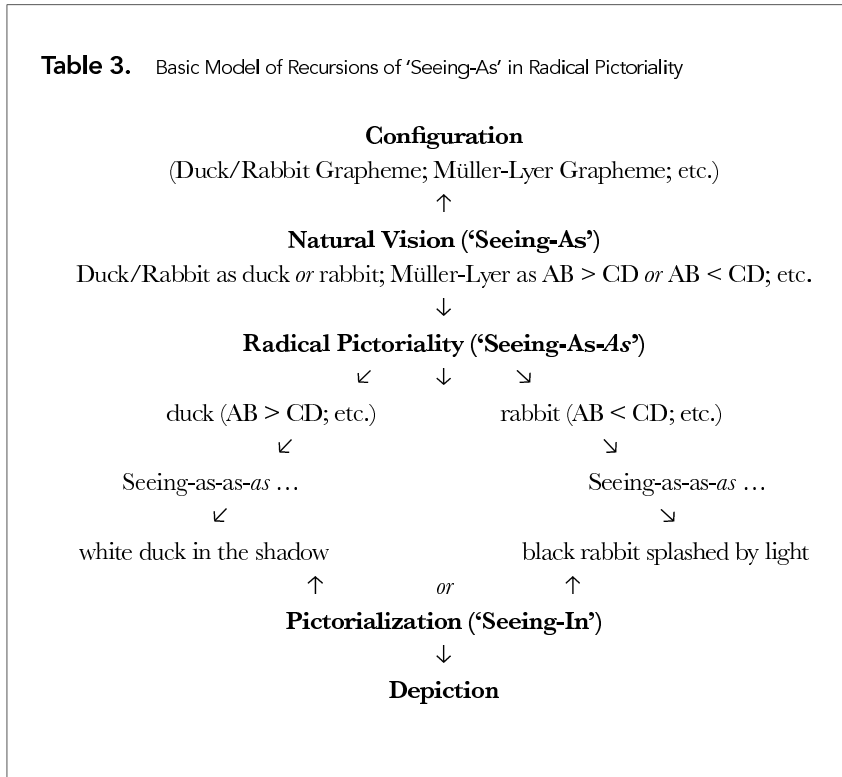 Table 3. Basic Model of Recursions of ‘Seeing-As’ in Radical Pictoriality
Configuration
(Duck/Rabbit Grapheme; Müller-Lyer Grapheme; etc.)
↑
Natural Vision (‘Seeing-As’)
Duck/Rabbit as duck or rabbit; Müller-Lyer as AB > CD or AB < CD; etc.
↓
Radical Pictoriality (‘Seeing-As-As’)
↙ ↓ ↘
duck (AB > CD; etc.) rabbit (AB < CD; etc.)
↙ ↘
Seeing-as-as-as … Seeing-as-as-as …
↙ ↘
white duck in the shadow black rabbit splashed by light
↑ or ↑
Pictorialization (‘Seeing-In’)
↓
Depiction